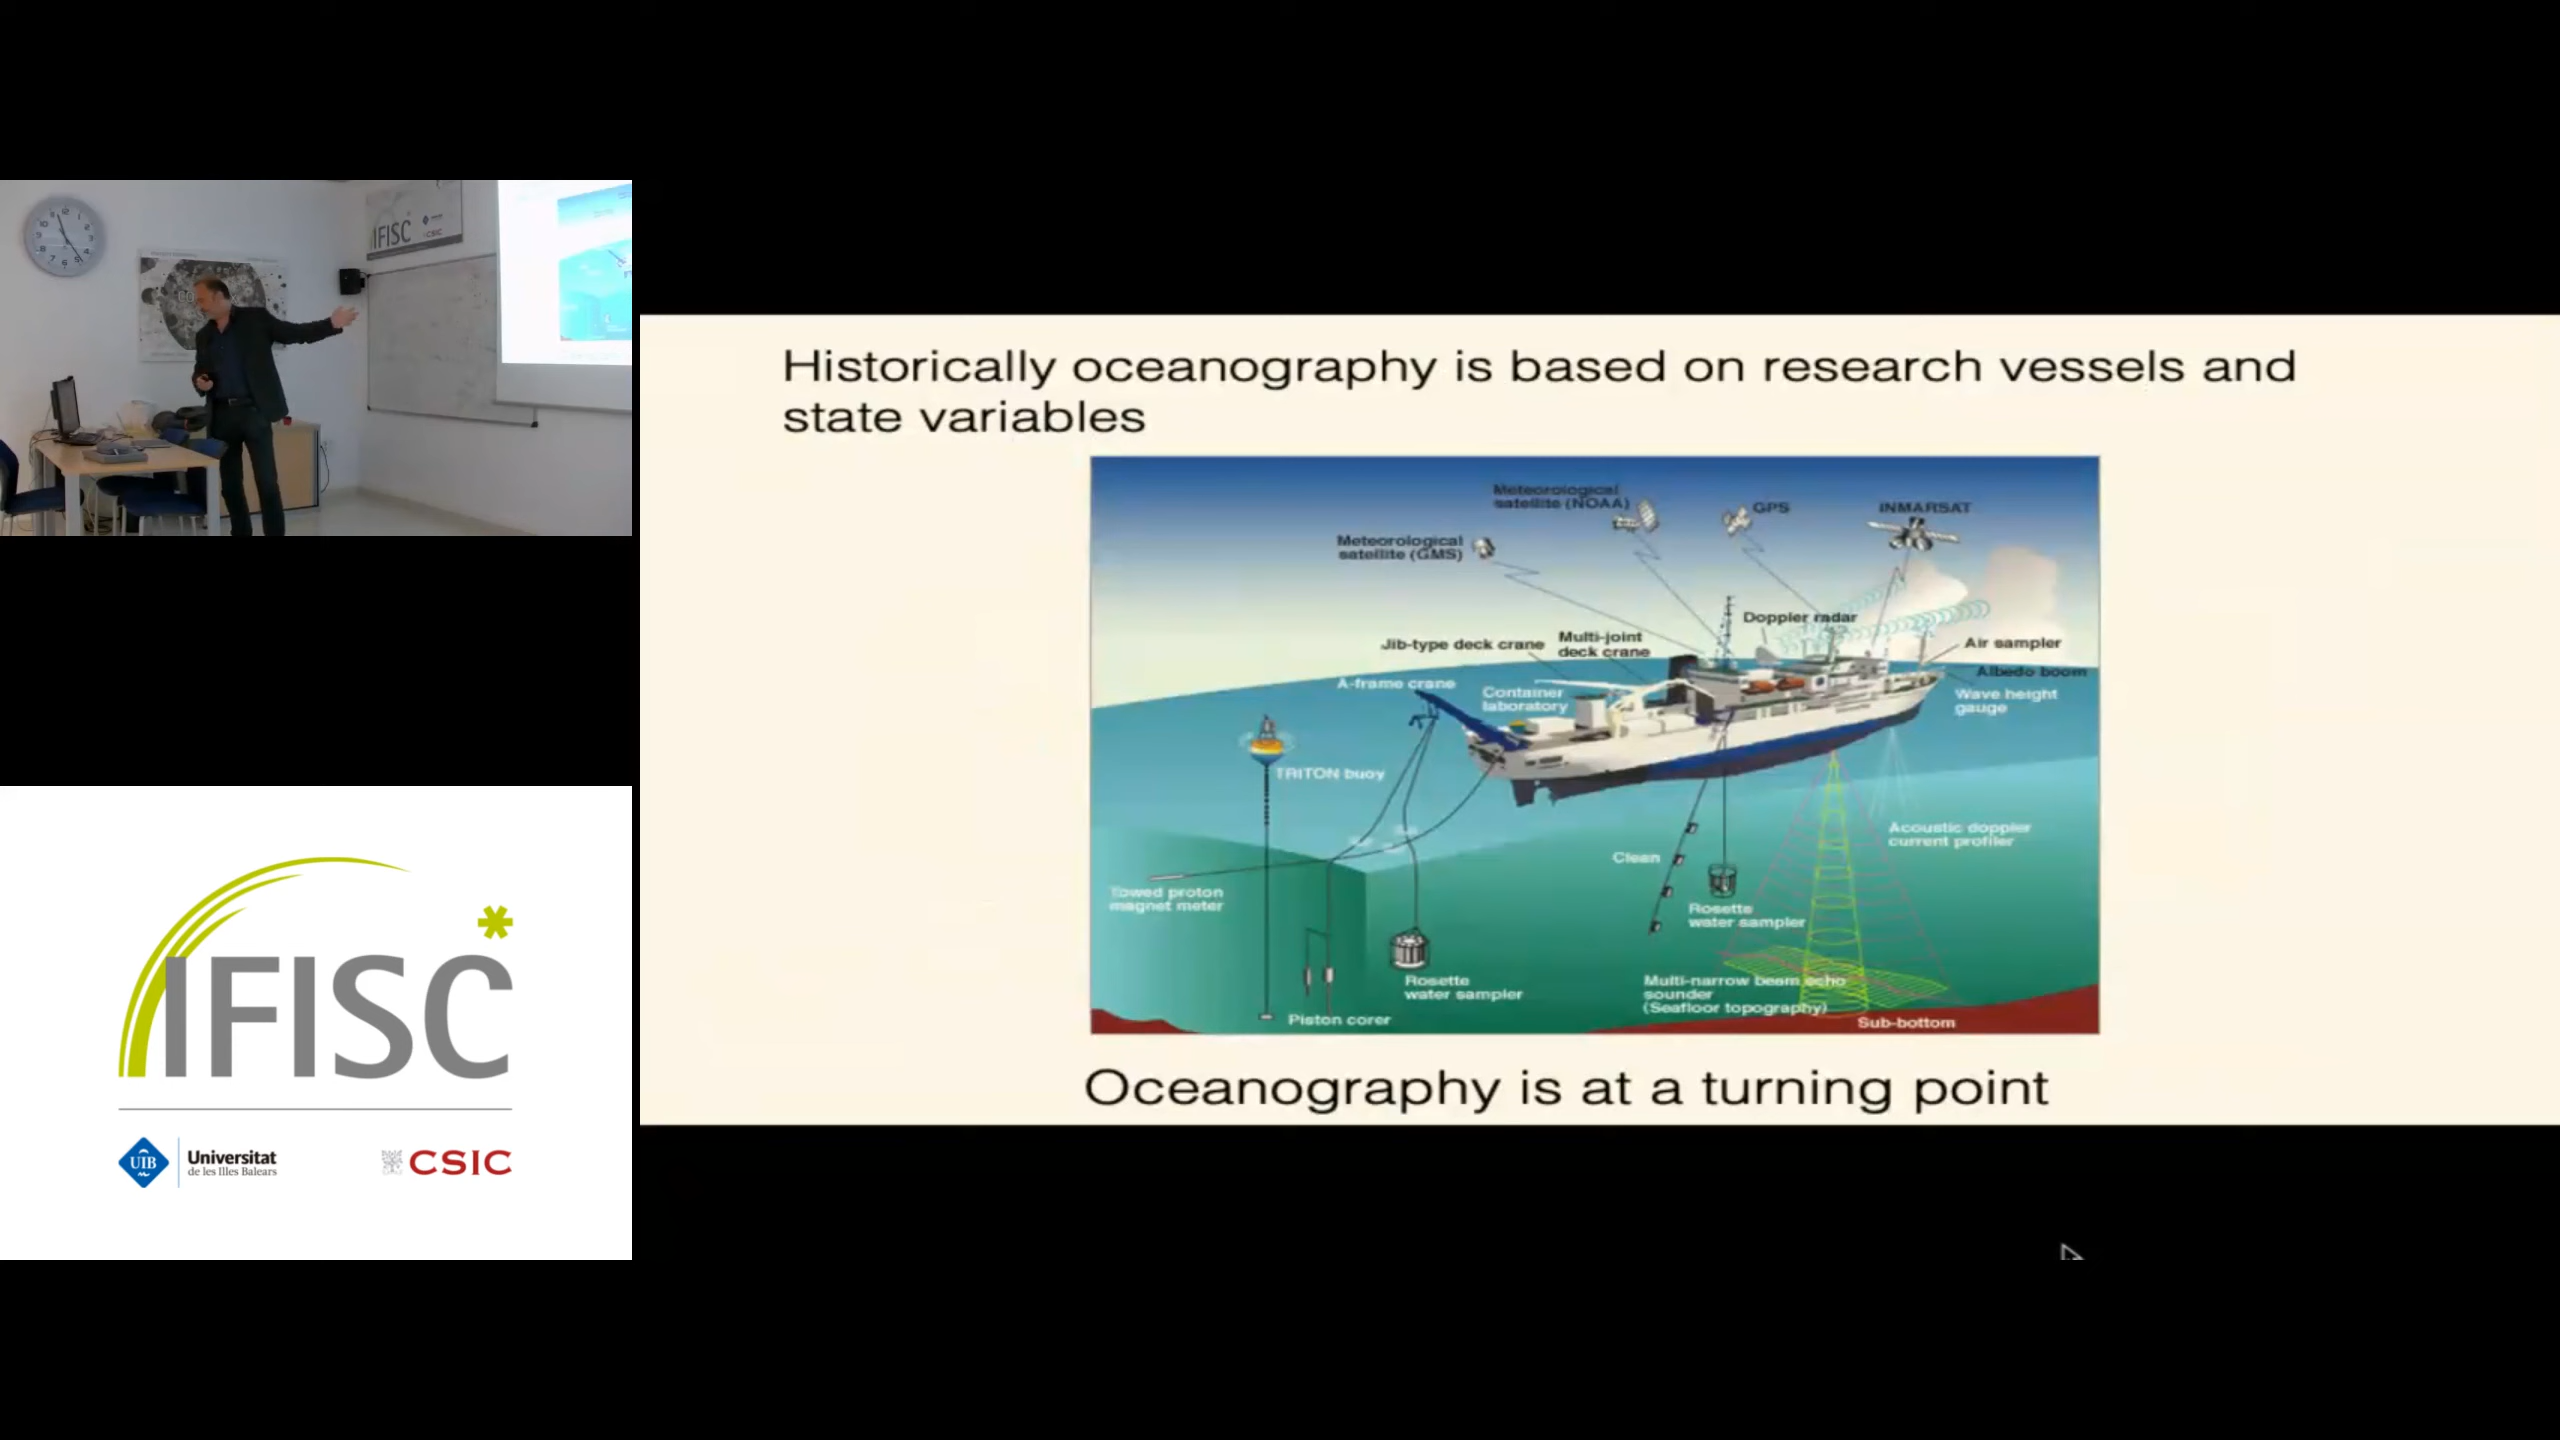 IFISC
CSIC
Historically oceanography is based on research vessels and
state variables
Meteorological
satellite (NOAA)
GPS
INMARSAT
Meteorological
satellite (GMS)
Doppler radar
Jib-type deck crane
Multi-joint
deck crane
Air sampler
Albedo boom
A-frame crane
Container
laboratory
Wave height
gauge
TRITON buoy
Acoustic doppler
current profiler
Clean
Towed proton
magnet meter
Rosette
water sampler
Rosette
water sampler
Multi-narrow beam echo
sounder
(Seafloor topography)
Piston corer
Sub-bottom
Oceanography is at a turning point
IFISC
UIB
Universitat
de les Illes Balears
CSIC